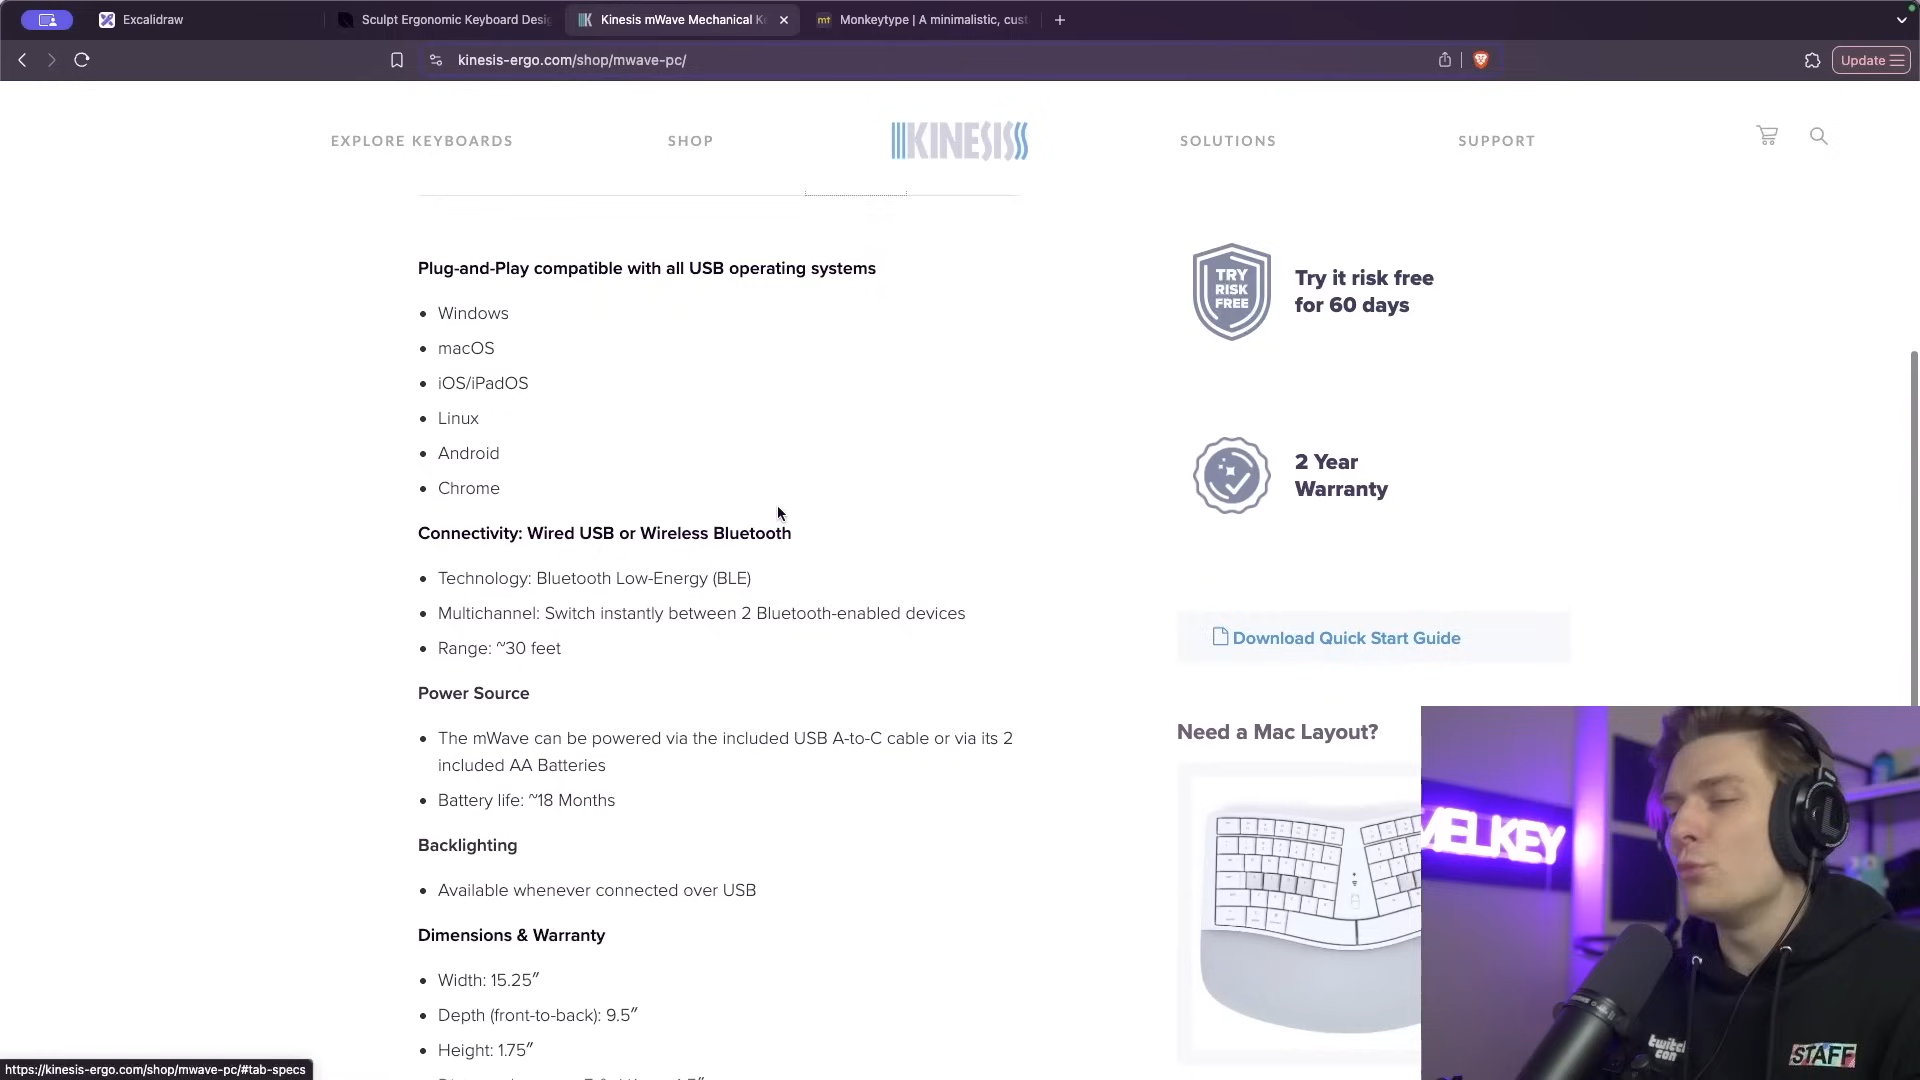 Excalidraw
Sculpt Ergonomic Keyboard Desi
Kinesis mWave Mechanical K
mt
Monkeytype | A minimalistic, cust
kinesis-ergo.com/shop/mwave-pc/
Update
EXPLORE KEYBOARDS
SHOP
KINESIS
SOLUTIONS
SUPPORT
Plug-and-Play compatible with all USB operating systems
Windows
macOS
iOS/iPadOS
Linux
Android
Chrome
Connectivity: Wired USB or Wireless Bluetooth
Technology: Bluetooth Low-Energy (BLE)
Multichannel: Switch instantly between 2 Bluetooth-enabled devices
Range: ~30 feet
Power Source
The mWave can be powered via the included USB A-to-C cable or via its 2
included AA Batteries
Battery life: ~18 Months
Backlighting
Available whenever connected over USB
Dimensions & Warranty
Width: 15.25″
Depth (front-to-back): 9.5″
Height: 1.75″
TRY
RISK
FREE
Try it risk free
for 60 days
2 Year
Warranty
Download Quick Start Guide
Need a Mac Layout?
MELKEY
twitch
con
STAFF
https://kinesis-ergo.com/shop/mwave-pc/#tab-specs